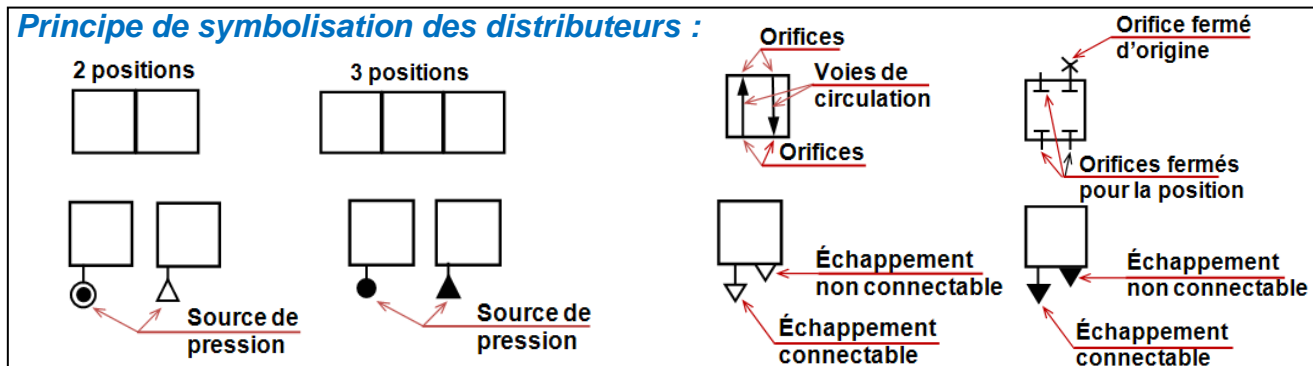 Principe de symbolisation des distributeurs :
2 positions
3 positions
Orifices
Voies de
circulation
Orifices
Orifice fermé
d'origine
Orifices fermés
pour la position
Source de
pression
Source de
pression
Échappement
non connectable
Échappement
connectable
Échappement
non connectable
Échappement
connectable